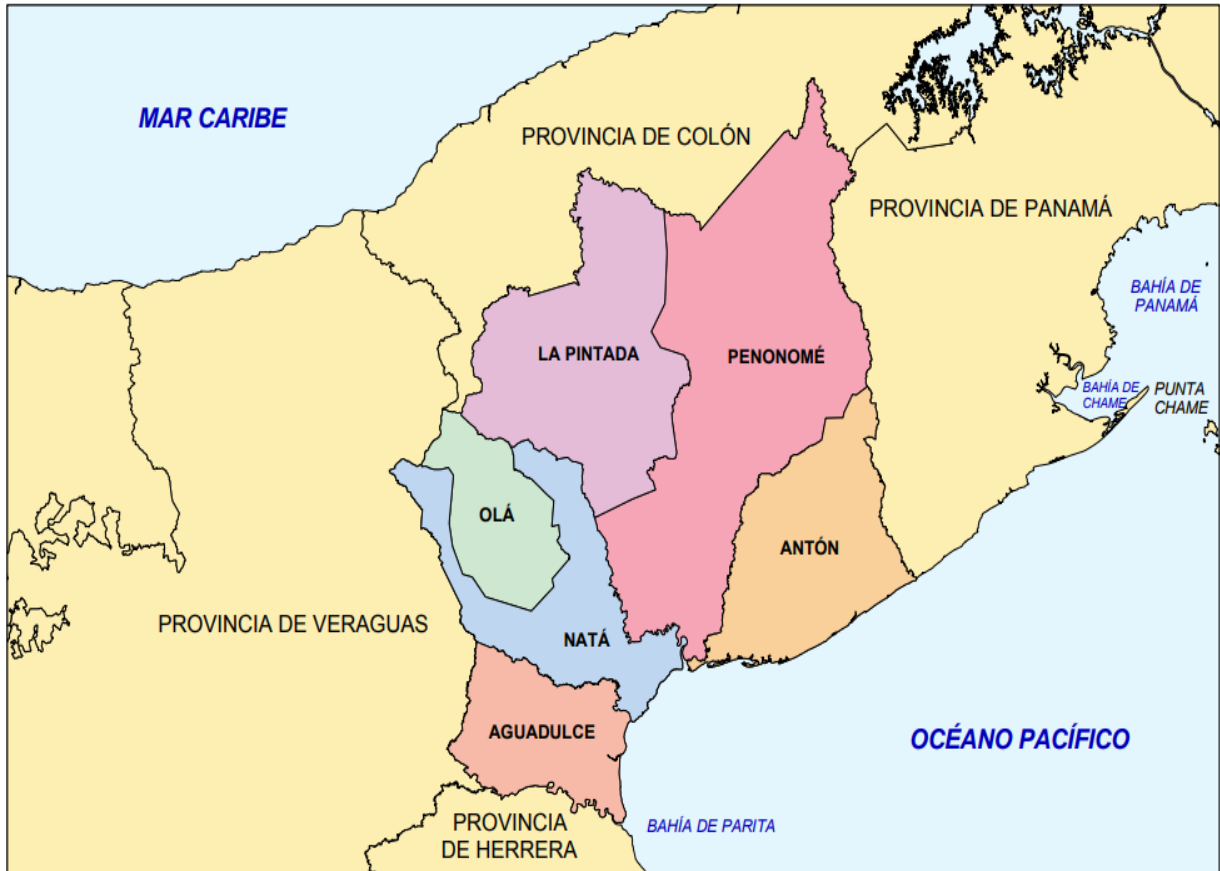 MAR CARIBE
PROVINCIA DE COLÓN
PROVINCIA DE PANAMÁ
BAHÍA DE
PANAMÁ
LA PINTADA
PENONOMÉ
BAHÍA DE
CHAME
PUNTA
CHAME
OLÁ
ANTÓN
PROVINCIA DE VERAGUAS
NATÁ
AGUADULCE
OCÉANO PACÍFICO
PROVINCIA
DE HERRERA
BAHÍA DE PARITA